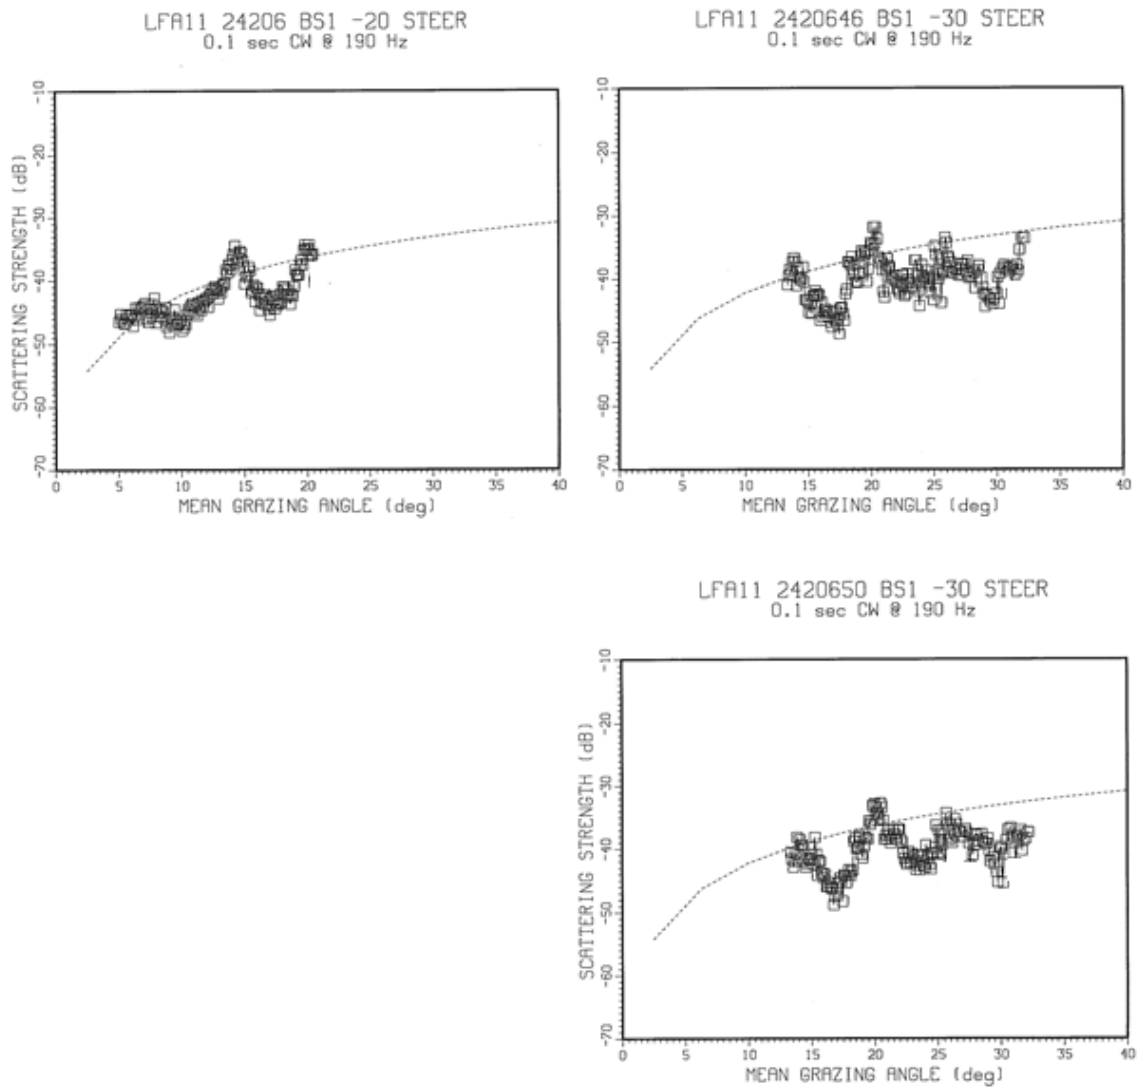 LFA11 24206 BS1 -20 STEER
0.1 sec CW @ 190 Hz
-10
-20
-30
-40
-50
-60
-70
SCATTERING STRENGTH (dB)
0 5 10 15 20 25 30 35 40
MEAN GRAZING ANGLE (deg)
LFA11 2420646 BS1 -30 STEER
0.1 sec CW @ 190 Hz
-10
-20
-30
-40
-50
-60
-70
0 5 10 15 20 25 30 35 40
MEAN GRAZING ANGLE (deg)
LFA11 2420650 BS1 -30 STEER
0.1 sec CW @ 190 Hz
-10
-20
-30
-40
-50
-60
-70
SCATTERING STRENGTH (dB)
0 5 10 15 20 25 30 35 40
MEAN GRAZING ANGLE (deg)